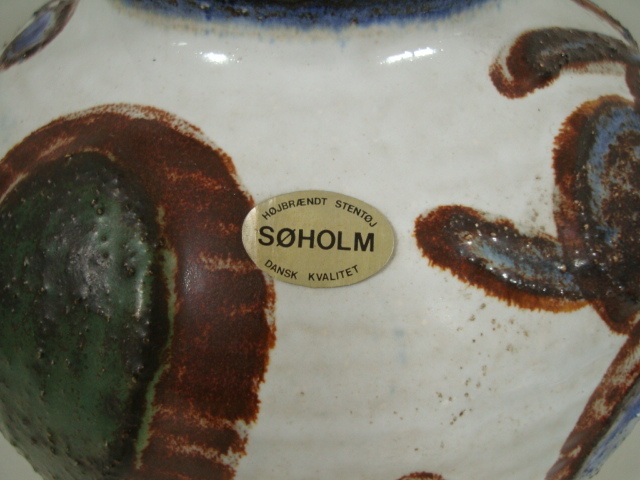 HØJBRÆNDT STENTØJ
SØHOLM
DANSK KVALITET